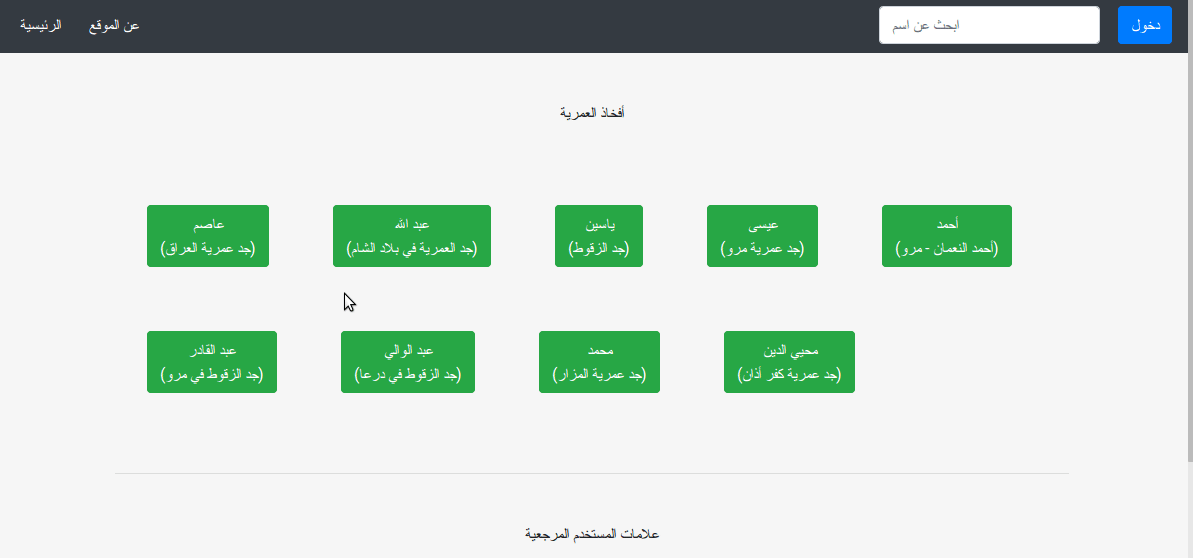 الرئيسية
عن الموقع
ابحث عن اسم
دخول
أفخاذ العمرية
عاصم
(جد عمرية العراق)
عبد الله
(جد العمرية في بلاد الشام)
ياسين
(جد الزقوط)
عيسى
(جد عمرية مرو)
أحمد
(أحمد النعمان - مرو)
عبد القادر
(جد الزقوط في مرو)
عبد الوالي
(جد الزقوط في درعا)
محمد
(جد عمرية المزار)
محيي الدين
(جد عمرية كفر أذان)
علامات المستخدم المرجعية